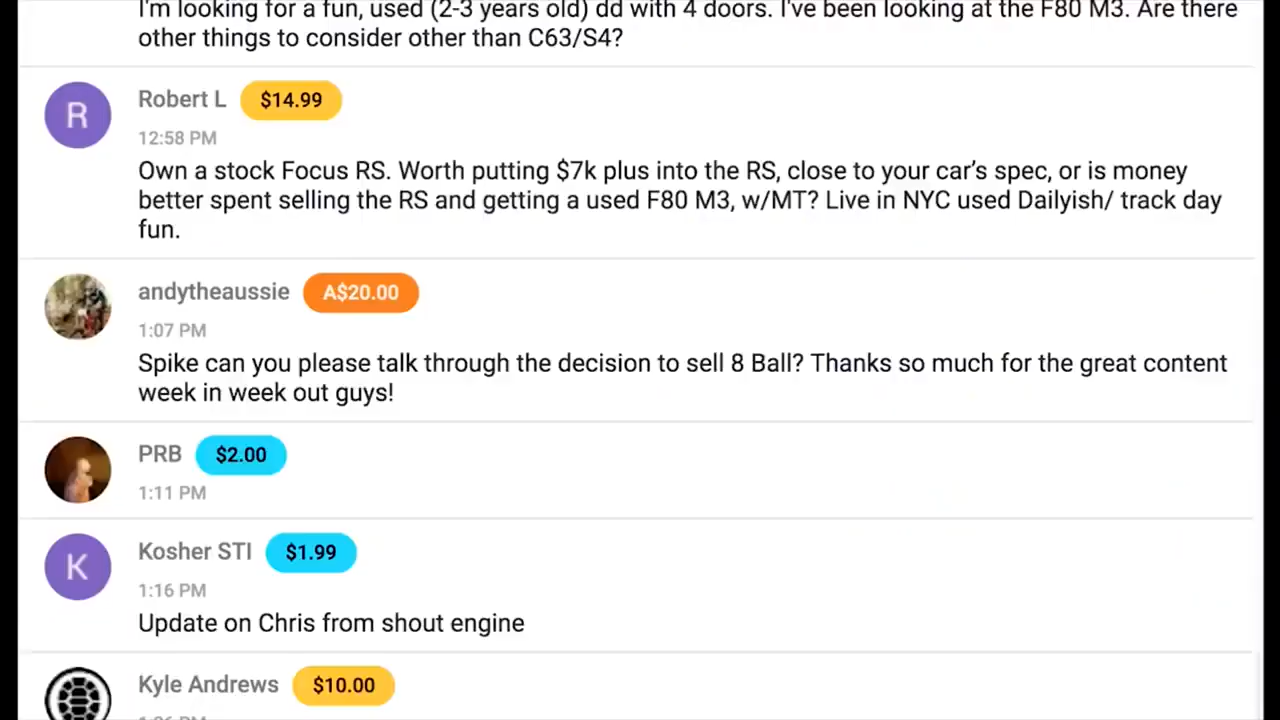 I'm looking for a fun, used (2-3 years old) dd with 4 doors. I've been looking at the F80 M3. Are there
other things to consider other than C63/S4?
R
Robert L $14.99
12:58 PM
Own a stock Focus RS. Worth putting $7k plus into the RS, close to your car’s spec, or is money
better spent selling the RS and getting a used F80 M3, w/MT? Live in NYC used Dailyish/ track day
fun.
andytheaussie A$20.00
1:07 PM
Spike can you please talk through the decision to sell 8 Ball? Thanks so much for the great content
week in week out guys!
PRB $2.00
1:11 PM
K
Kosher STI $1.99
1:16 PM
Update on Chris from shout engine
Kyle Andrews $10.00